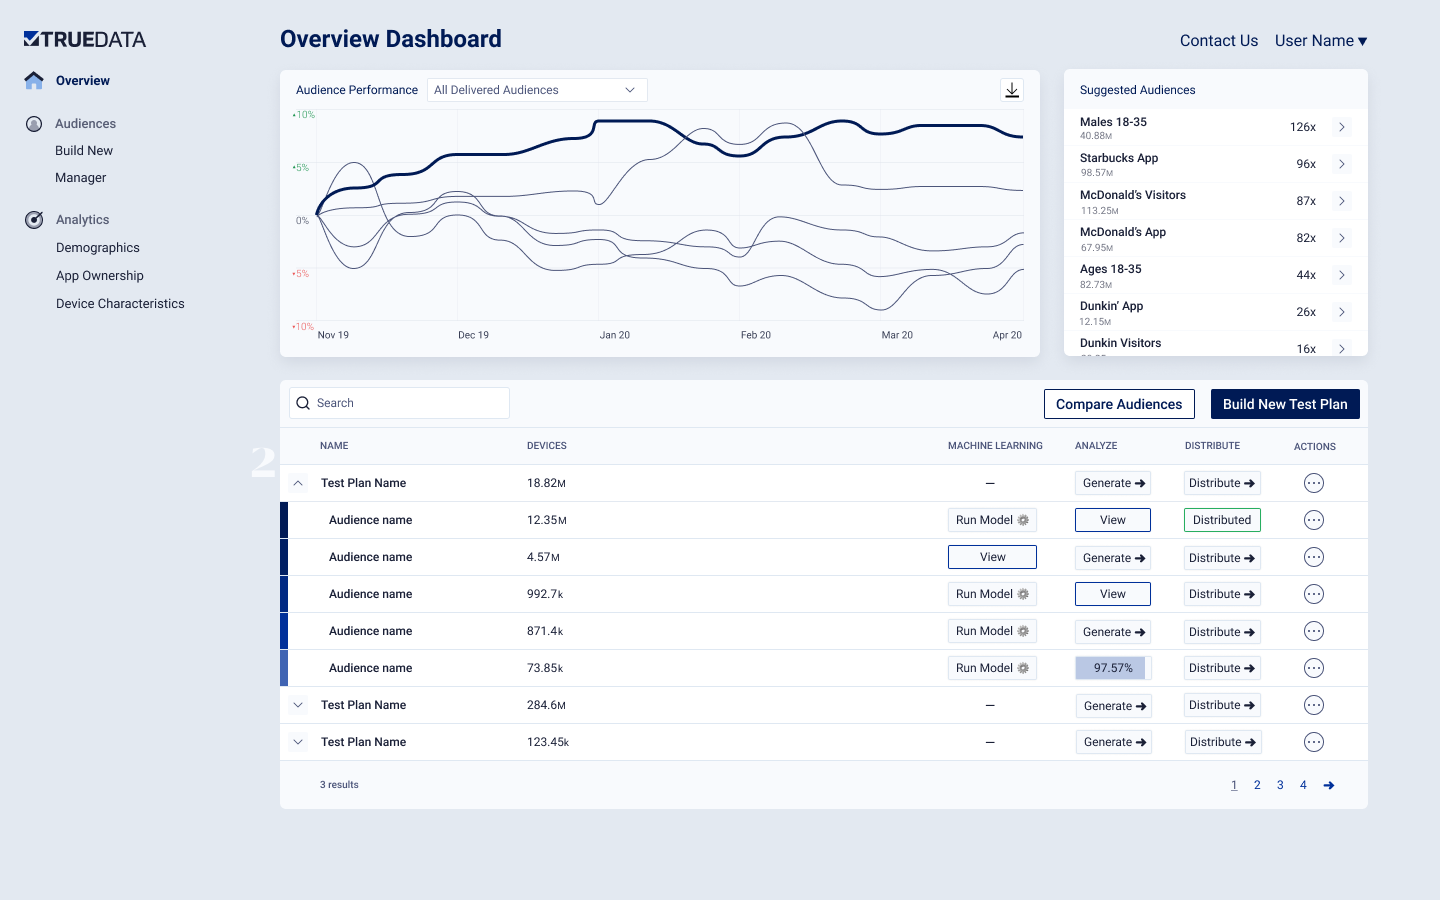 TRUEDATA
Overview
Audiences
Build New
Manager
Analytics
Demographics
App Ownership
Device Characteristics
Overview Dashboard
Contact Us User Name ▼
Audience Performance All Delivered Audiences
+10%
+5%
0%
+5%
+10%
Nov 19 Dec 19 Jan 20 Feb 20 Mar 20 Apr 20
Suggested Audiences
Males 18-35 126x
40.88M
Starbucks App 96x
98.57M
McDonald's Visitors 87x
113.25M
McDonald's App 82x
67.95M
Ages 18-35 44x
82.73M
Dunkin' App 26x
12.15M
Dunkin Visitors 16x
Search
Compare Audiences Build New Test Plan
2
NAME DEVICES MACHINE LEARNING ANALYZE DISTRIBUTE ACTIONS
Test Plan Name 18.82M – Generate → Distribute →
Audience name 12.35M Run Model View Distributed
Audience name 4.57M View Generate → Distribute →
Audience name 992.7k Run Model View Distribute →
Audience name 871.4k Run Model Generate → Distribute →
Audience name 73.85k Run Model 97.57% Distribute →
Test Plan Name 284.6M – Generate → Distribute →
Test Plan Name 123.45k – Generate → Distribute →
3 results 1 2 3 4 →